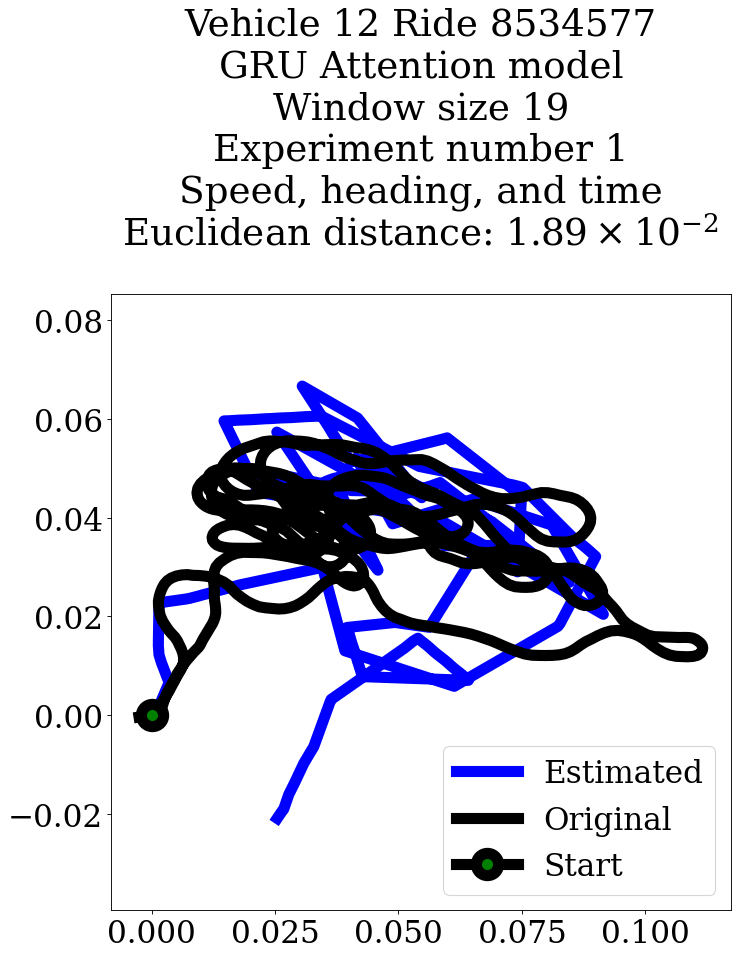 Vehicle 12 Ride 8534577
GRU Attention model
Window size 19
Experiment number 1
Speed, heading, and time
Euclidean distance: 1.89 × 10⁻²
0.08
0.06
0.04
0.02
0.00
−0.02
Estimated
Original
Start
0.000 0.025 0.050 0.075 0.100